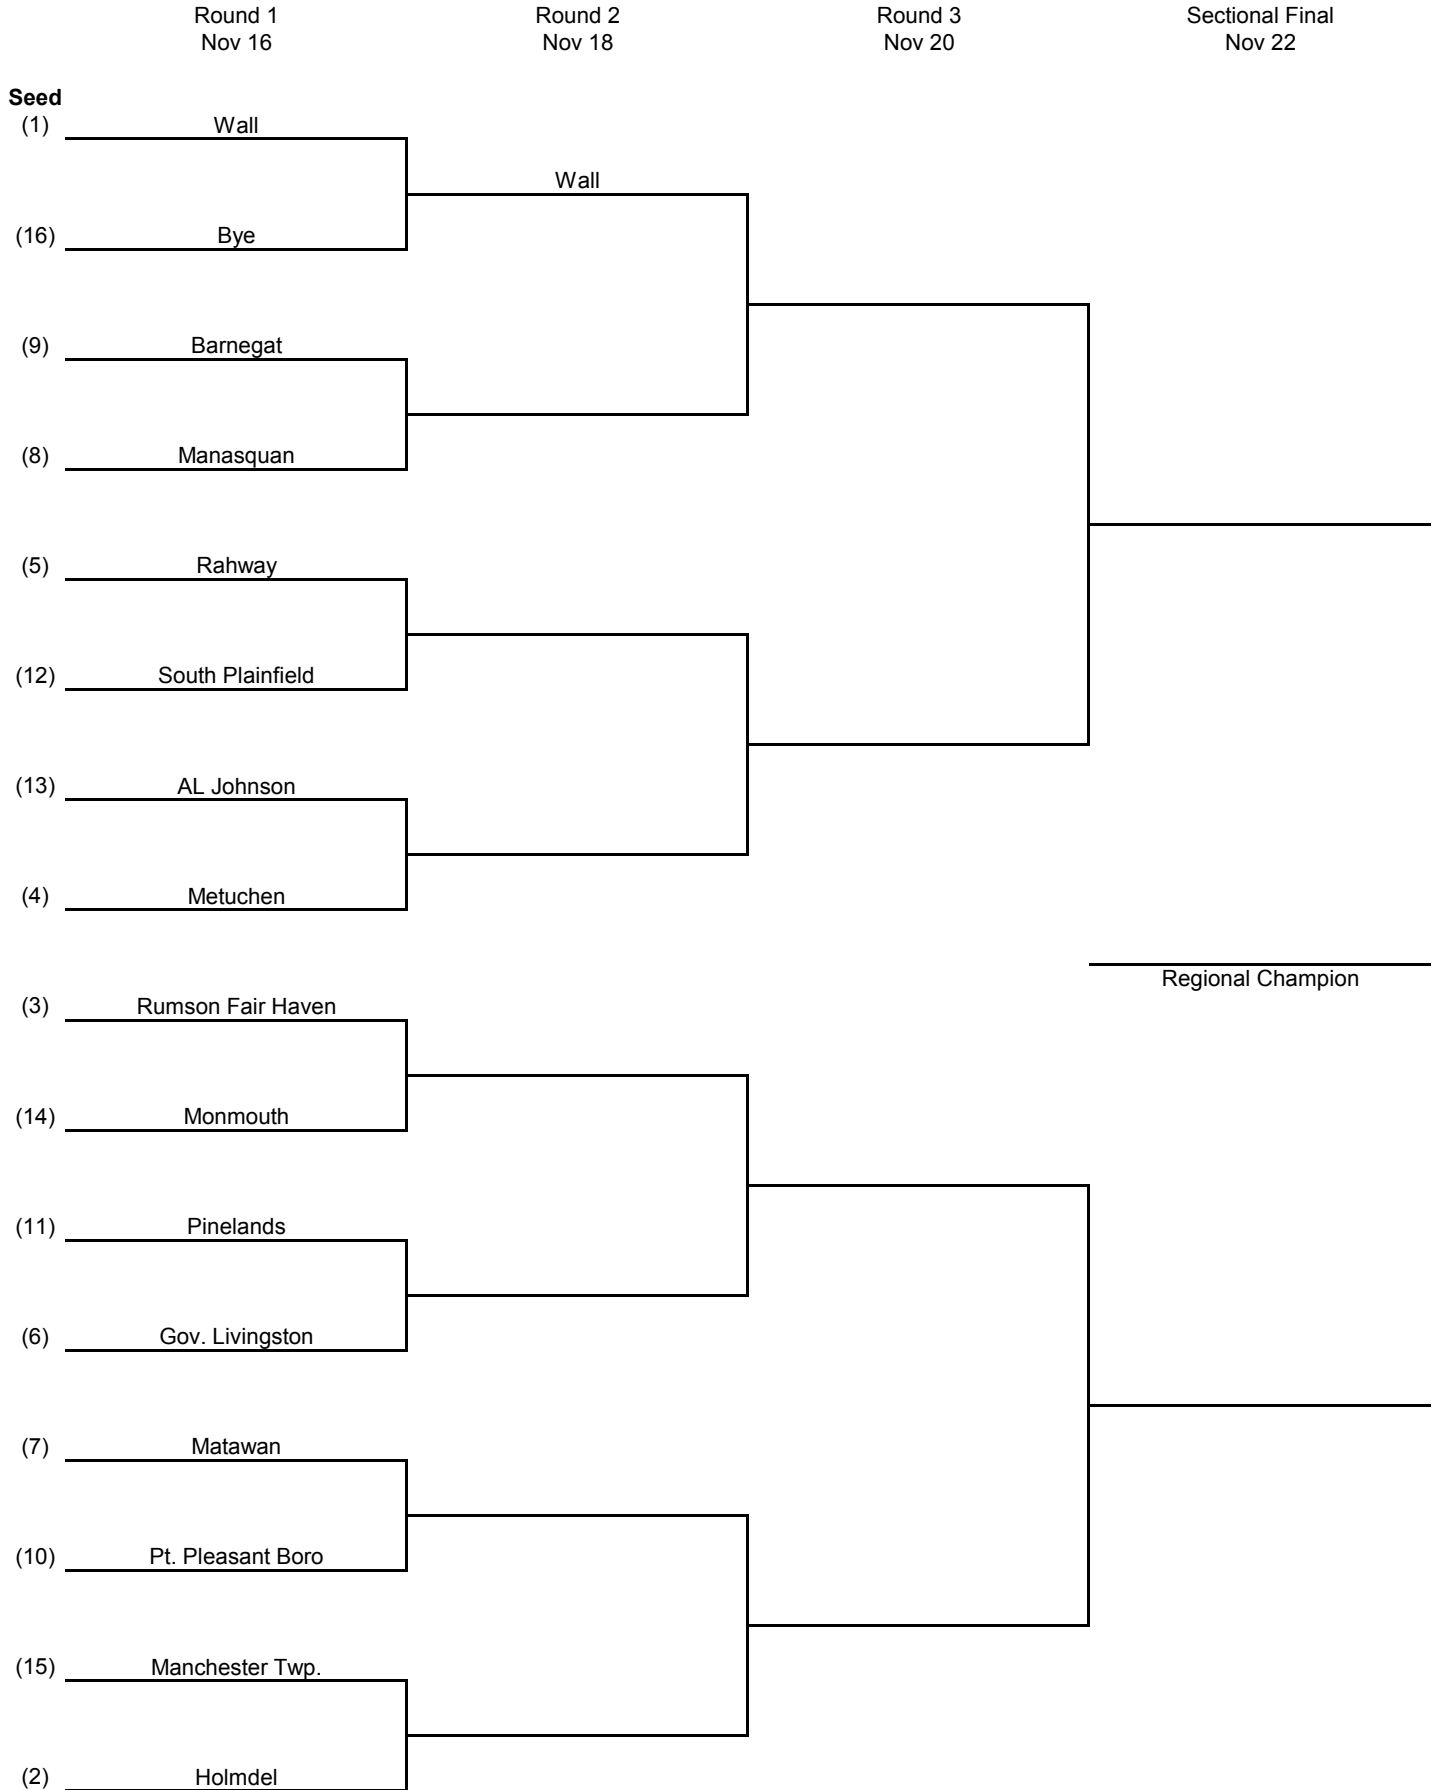 Round 1 Round 2 Round 3 Sectional Final
Nov 16 Nov 18 Nov 20 Nov 22
Seed
(1) Wall
Wall
(16) Bye
(9) Barnegat
(8) Manasquan
(5) Rahway
(12) South Plainfield
(13) AL Johnson
(4) Metuchen
Regional Champion
(3) Rumson Fair Haven
(14) Monmouth
(11) Pinelands
(6) Gov. Livingston
(7) Matawan
(10) Pt. Pleasant Boro
(15) Manchester Twp.
(2) Holmdel